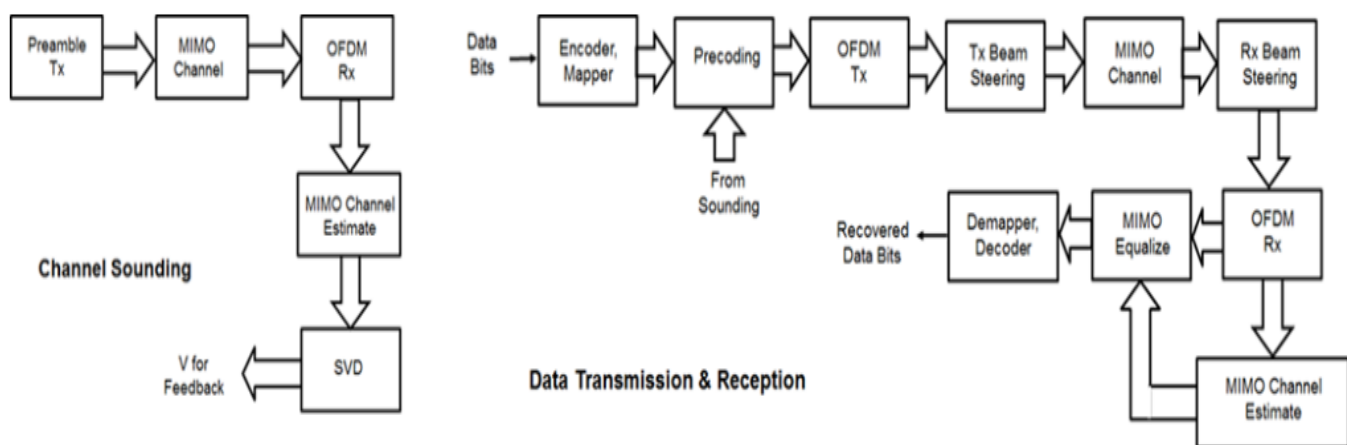 Preamble
Tx
MIMO
Channel
OFDM
Rx
MIMO Channel
Estimate
SVD
V for
Feedback
Channel Sounding
Data
Bits
Encoder,
Mapper
Precoding
OFDM
Tx
Tx Beam
Steering
MIMO
Channel
Rx Beam
Steering
From
Sounding
OFDM
Rx
MIMO
Equalize
Demapper,
Decoder
Recovered
Data Bits
MIMO Channel
Estimate
Data Transmission & Reception